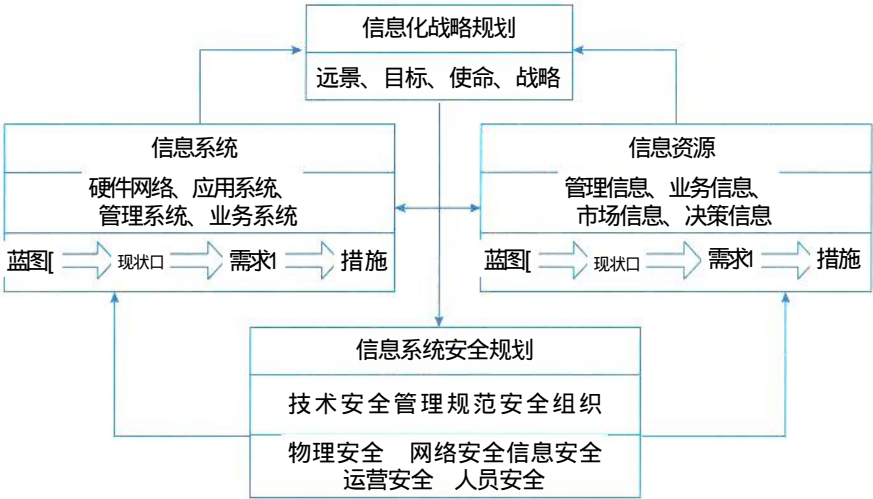 信息化战略规划
远景、目标、使命、战略
信息系统
硬件网络、应用系统、
管理系统、业务系统
蓝图[ 现状口 需求1 措施
信息资源
管理信息、业务信息、
市场信息、决策信息
蓝图[ 现状口 需求1 措施
信息系统安全规划
技术安全管理规范安全组织
物理安全 网络安全信息安全
运营安全 人员安全